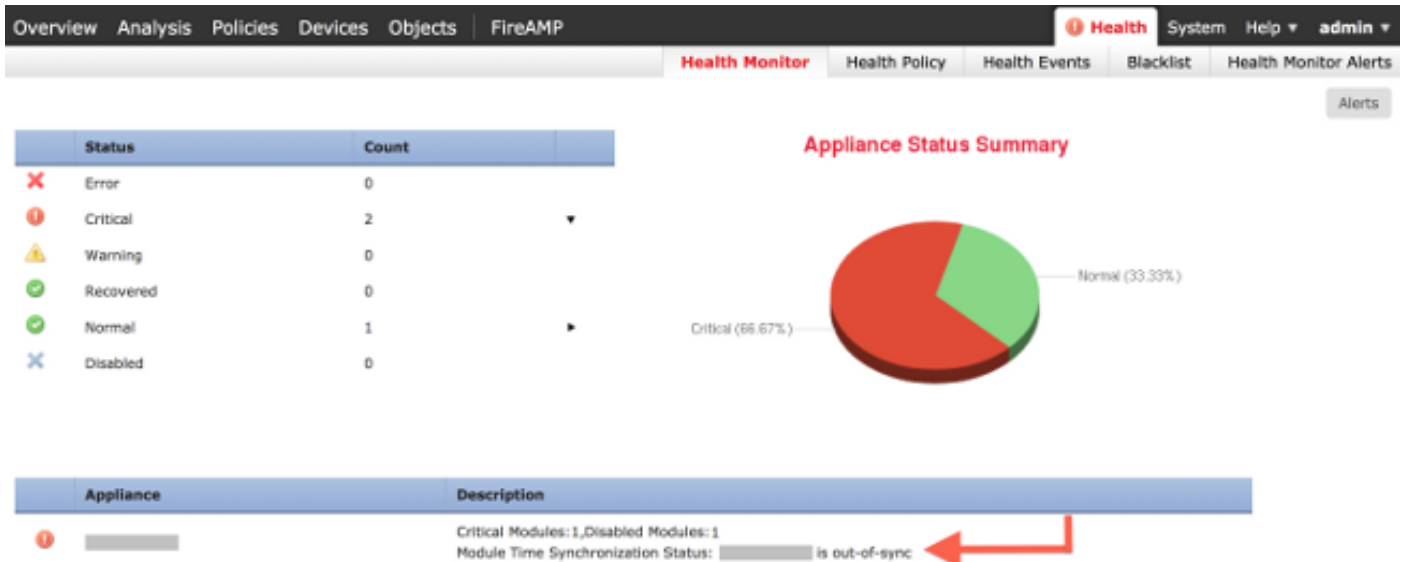 Overview Analysis Policies Devices Objects FireAMP Health System Help admin
Health Monitor Health Policy Health Events Blacklist Health Monitor Alerts
Alerts
Status Count
Error 0
Critical 2
Warning 0
Recovered 0
Normal 1
Disabled 0
Appliance Status Summary
Normal (33.33%)
Critical (66.67%)
Appliance Description
Critical Modules:1,Disabled Modules:1
Module Time Synchronization Status: is out-of-sync